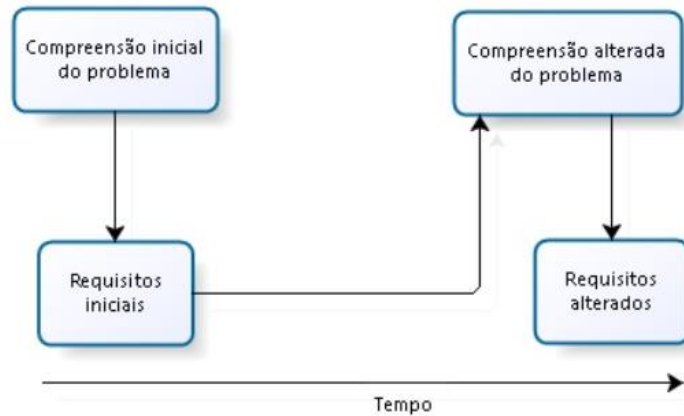 Compreensão inicial
do problema
Compreensão alterada
do problema
Requisitos
iniciais
Requisitos
alterados
Tempo